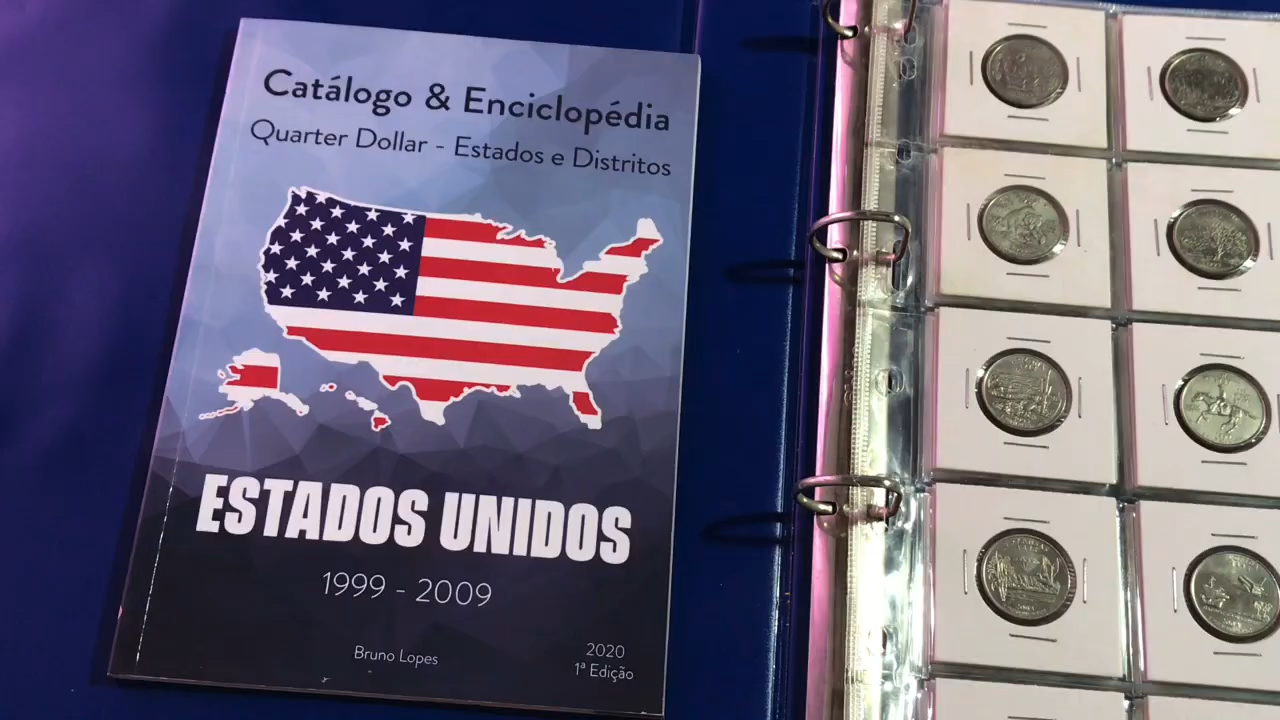 Catálogo & Enciclopédia
Quarter Dollar - Estados e Distritos
ESTADOS UNIDOS
1999 - 2009
Bruno Lopes
2020
1ª Edição